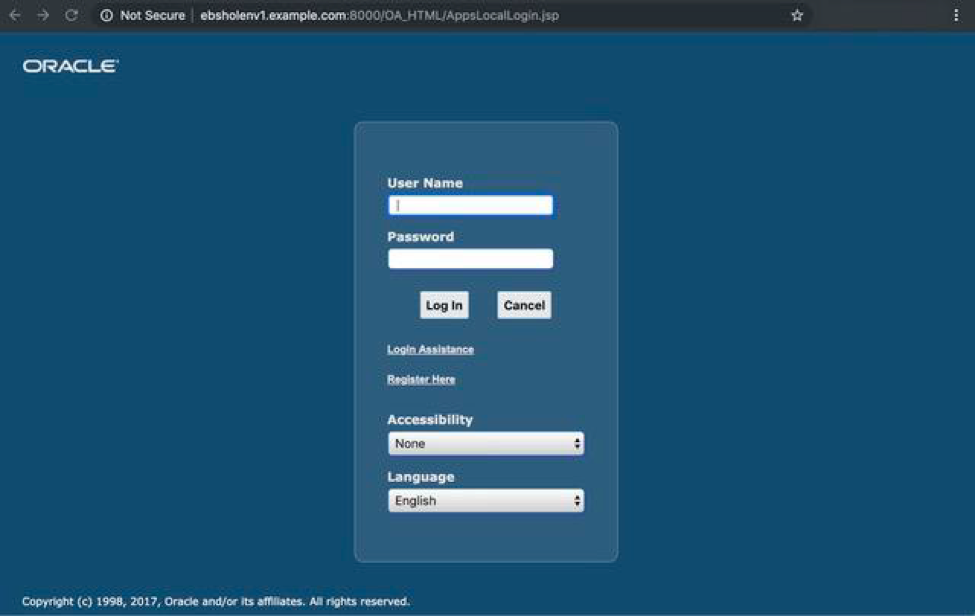 Not Secure | ebsholenv1.example.com:8000/OA_HTML/AppsLocalLogin.jsp
ORACLE
User Name
Password
Log In Cancel
Login Assistance
Register Here
Accessibility
None
Language
English
Copyright (c) 1998, 2017, Oracle and/or its affiliates. All rights reserved.